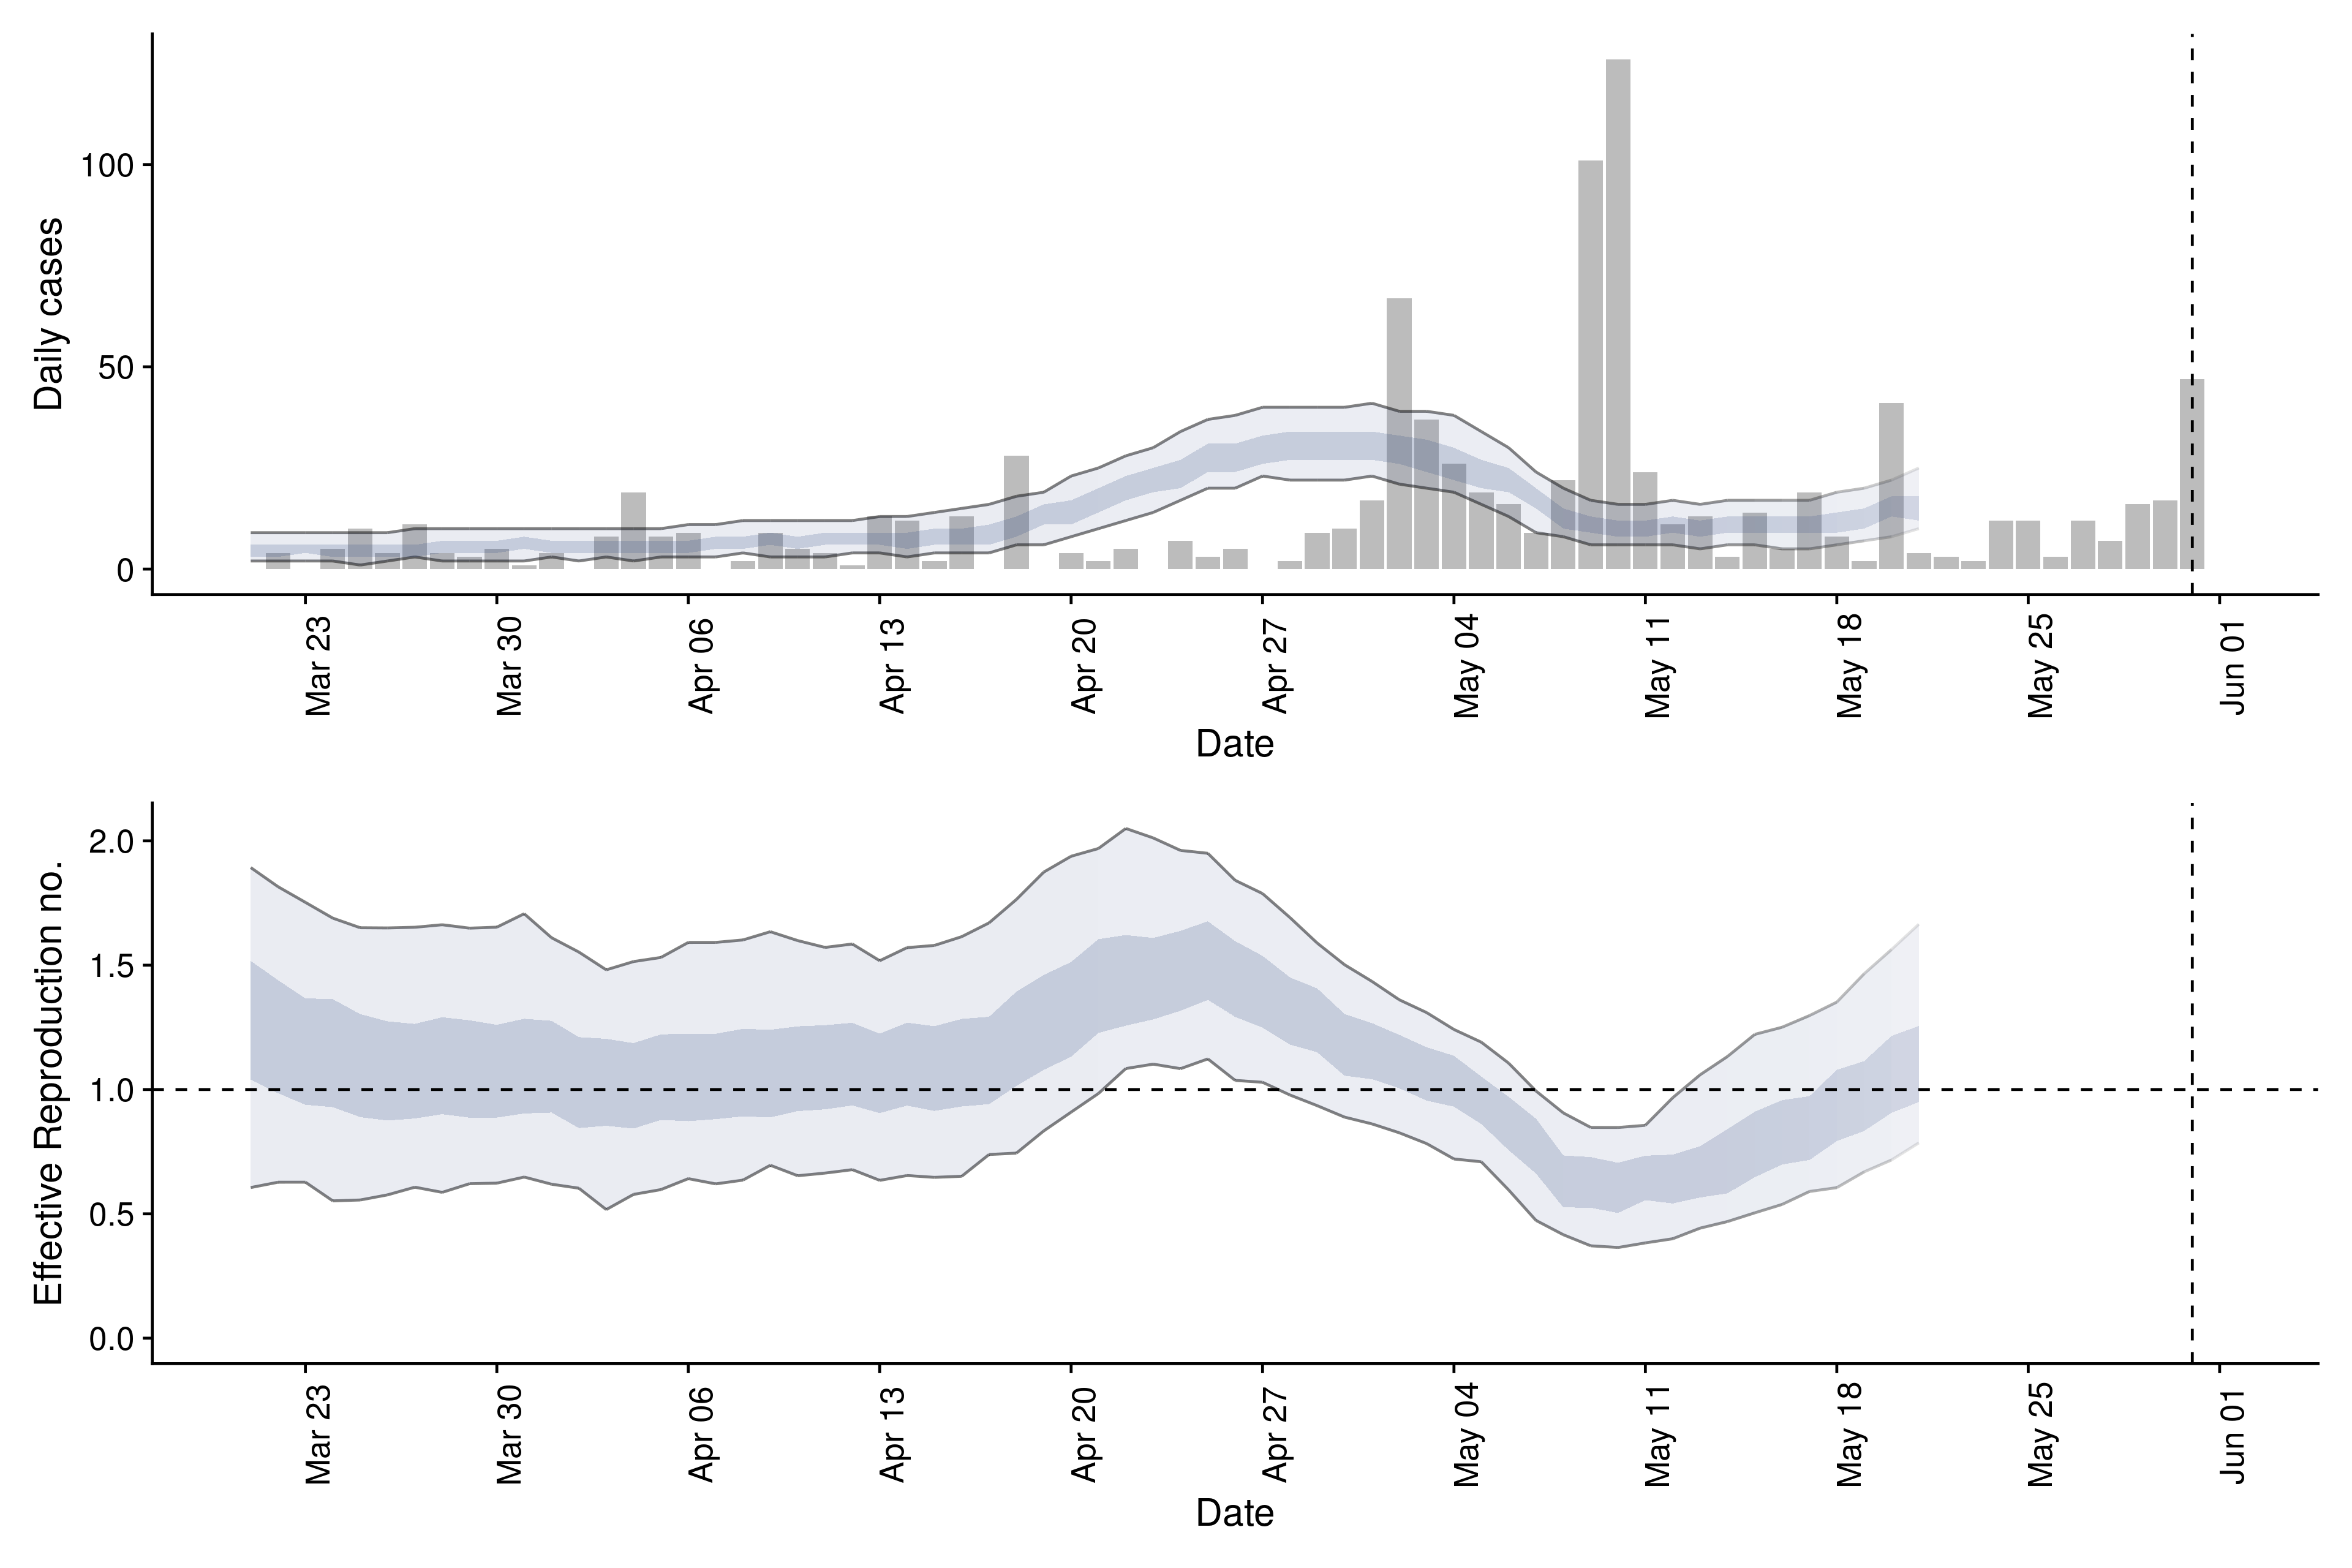 Daily cases
100
50
0
Mar 23
Mar 30
Apr 06
Apr 13
Apr 20
Apr 27
May 04
May 11
May 18
May 25
Jun 01
Date
Effective Reproduction no.
2.0
1.5
1.0
0.5
0.0
Mar 23
Mar 30
Apr 06
Apr 13
Apr 20
Apr 27
May 04
May 11
May 18
May 25
Jun 01
Date